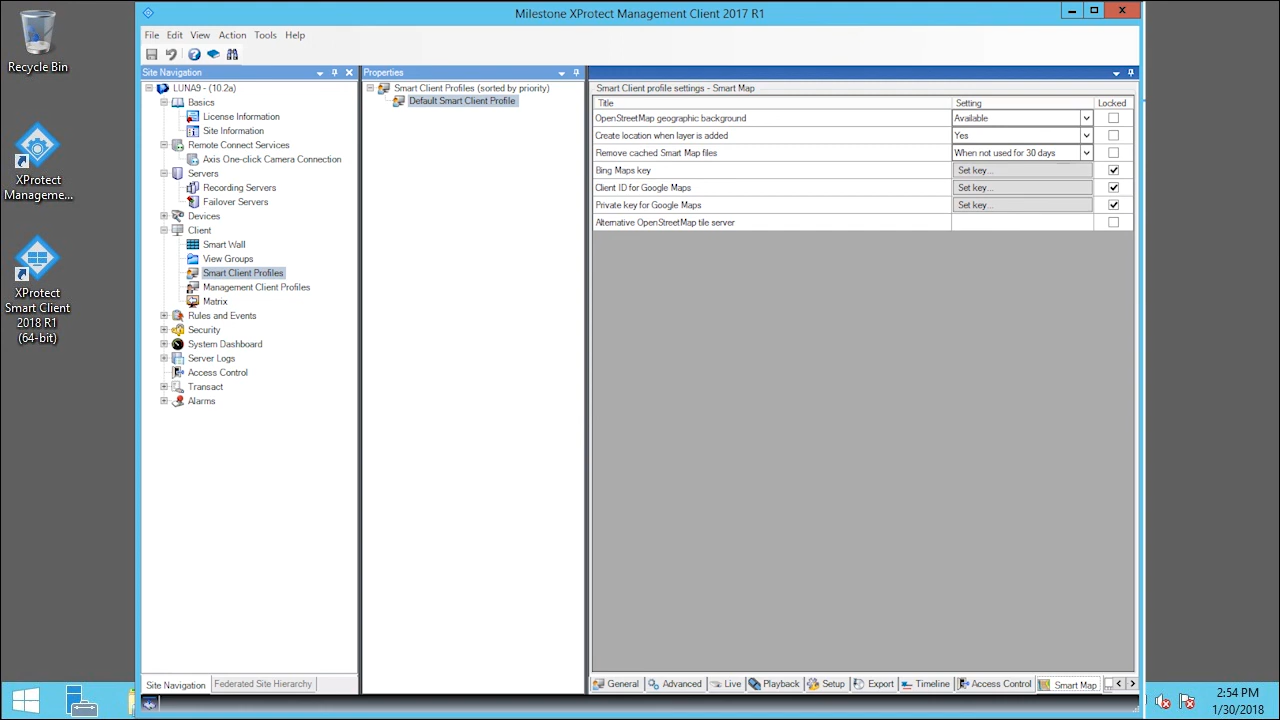 Milestone XProtect Management Client 2017 R1
File Edit View Action Tools Help
Recycle Bin
XProtect
Manageme...
XProtect
Smart Client
2018 R1
(64-bit)
Site Navigation
LUNA9 - (10.2a)
Basics
License Information
Site Information
Remote Connect Services
Axis One-click Camera Connection
Servers
Recording Servers
Failover Servers
Devices
Client
Smart Wall
View Groups
Smart Client Profiles
Management Client Profiles
Matrix
Rules and Events
Security
System Dashboard
Server Logs
Access Control
Transact
Alarms
Site Navigation Federated Site Hierarchy
Properties
Smart Client Profiles (sorted by priority)
Default Smart Client Profile
Smart Client profile settings - Smart Map
Title Setting Locked
OpenStreetMap geographic background Available
Create location when layer is added Yes
Remove cached Smart Map files When not used for 30 days
Bing Maps key Set key...
Client ID for Google Maps Set key...
Private key for Google Maps Set key...
Alternative OpenStreetMap tile server
General Advanced Live Playback Setup Export Timeline Access Control Smart Map
2:54 PM
1/30/2018